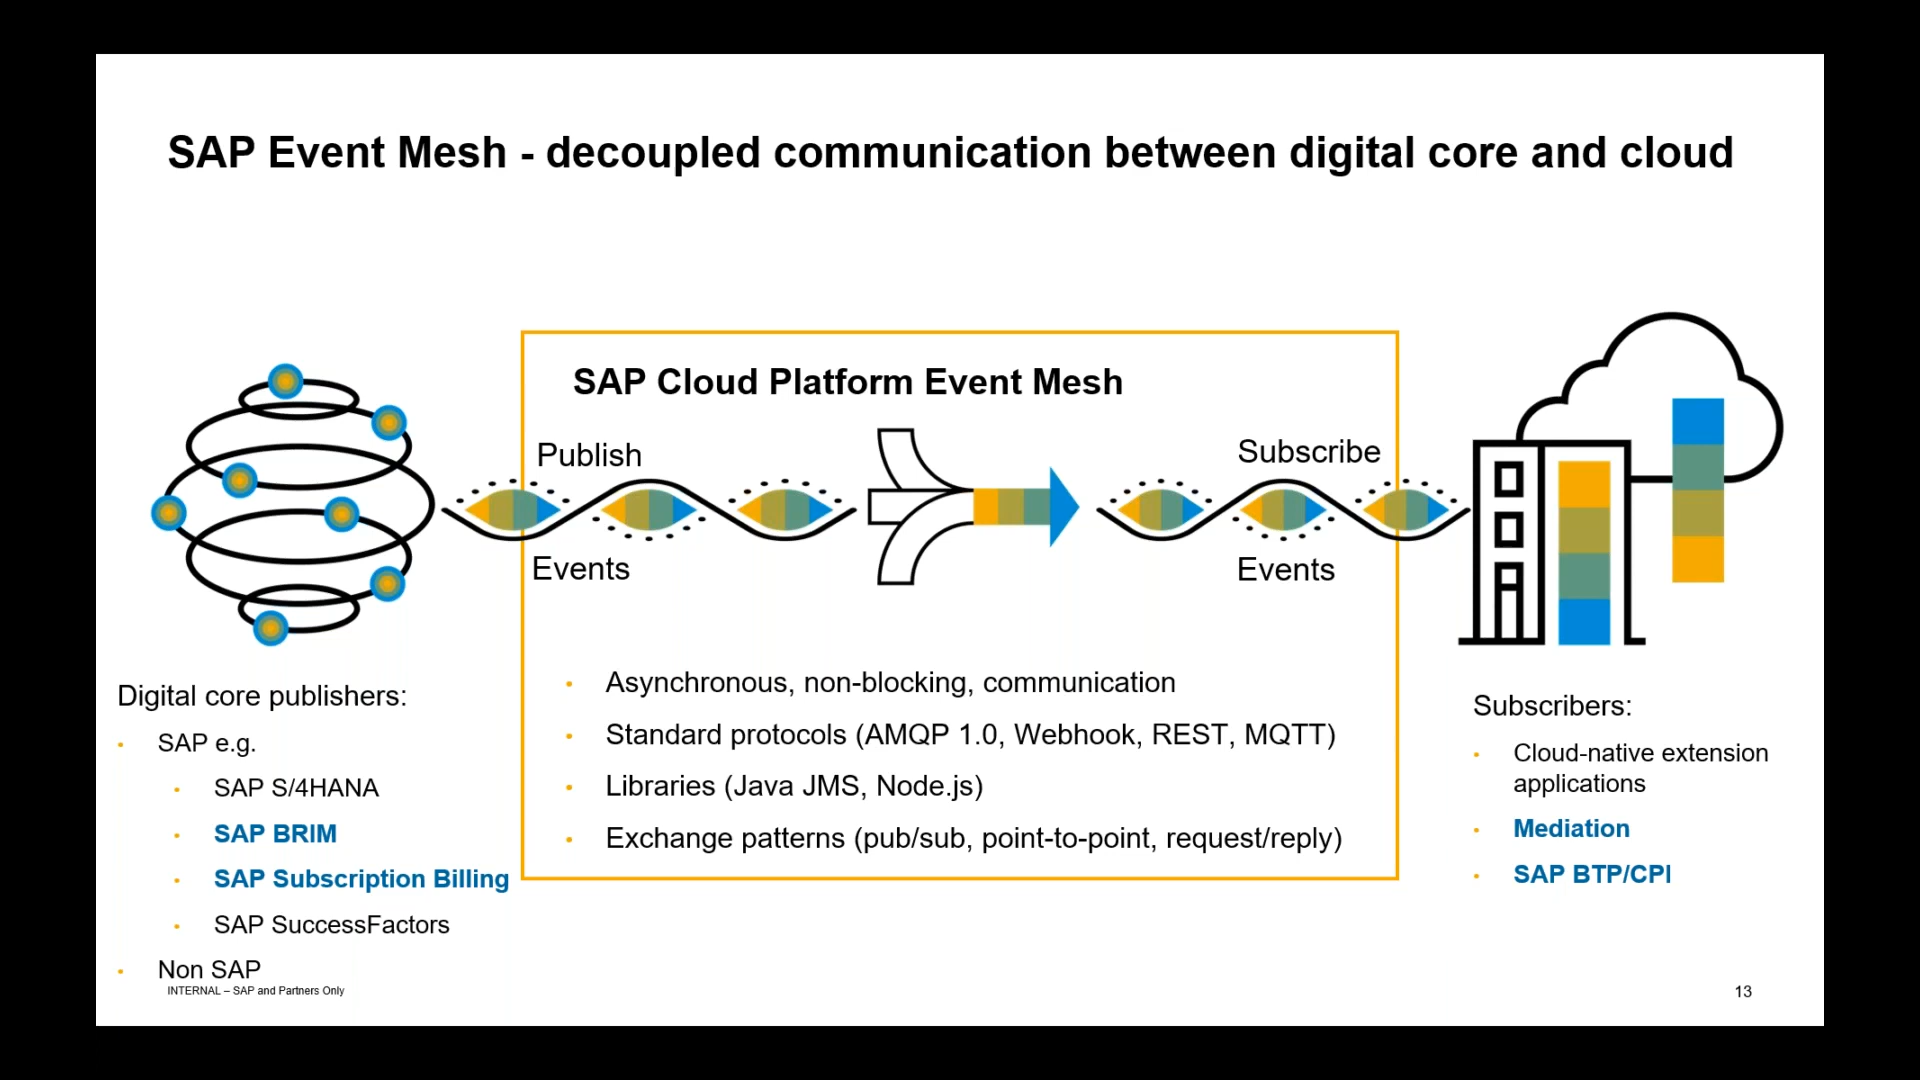 SAP Event Mesh - decoupled communication between digital core and cloud
SAP Cloud Platform Event Mesh
Publish
Subscribe
Events
Events
Digital core publishers:
SAP e.g.
SAP S/4HANA
SAP BRIM
SAP Subscription Billing
SAP SuccessFactors
Non SAP
Asynchronous, non-blocking, communication
Standard protocols (AMQP 1.0, Webhook, REST, MQTT)
Libraries (Java JMS, Node.js)
Exchange patterns (pub/sub, point-to-point, request/reply)
Subscribers:
Cloud-native extension
applications
Mediation
SAP BTP/CPI
INTERNAL – SAP and Partners Only
13